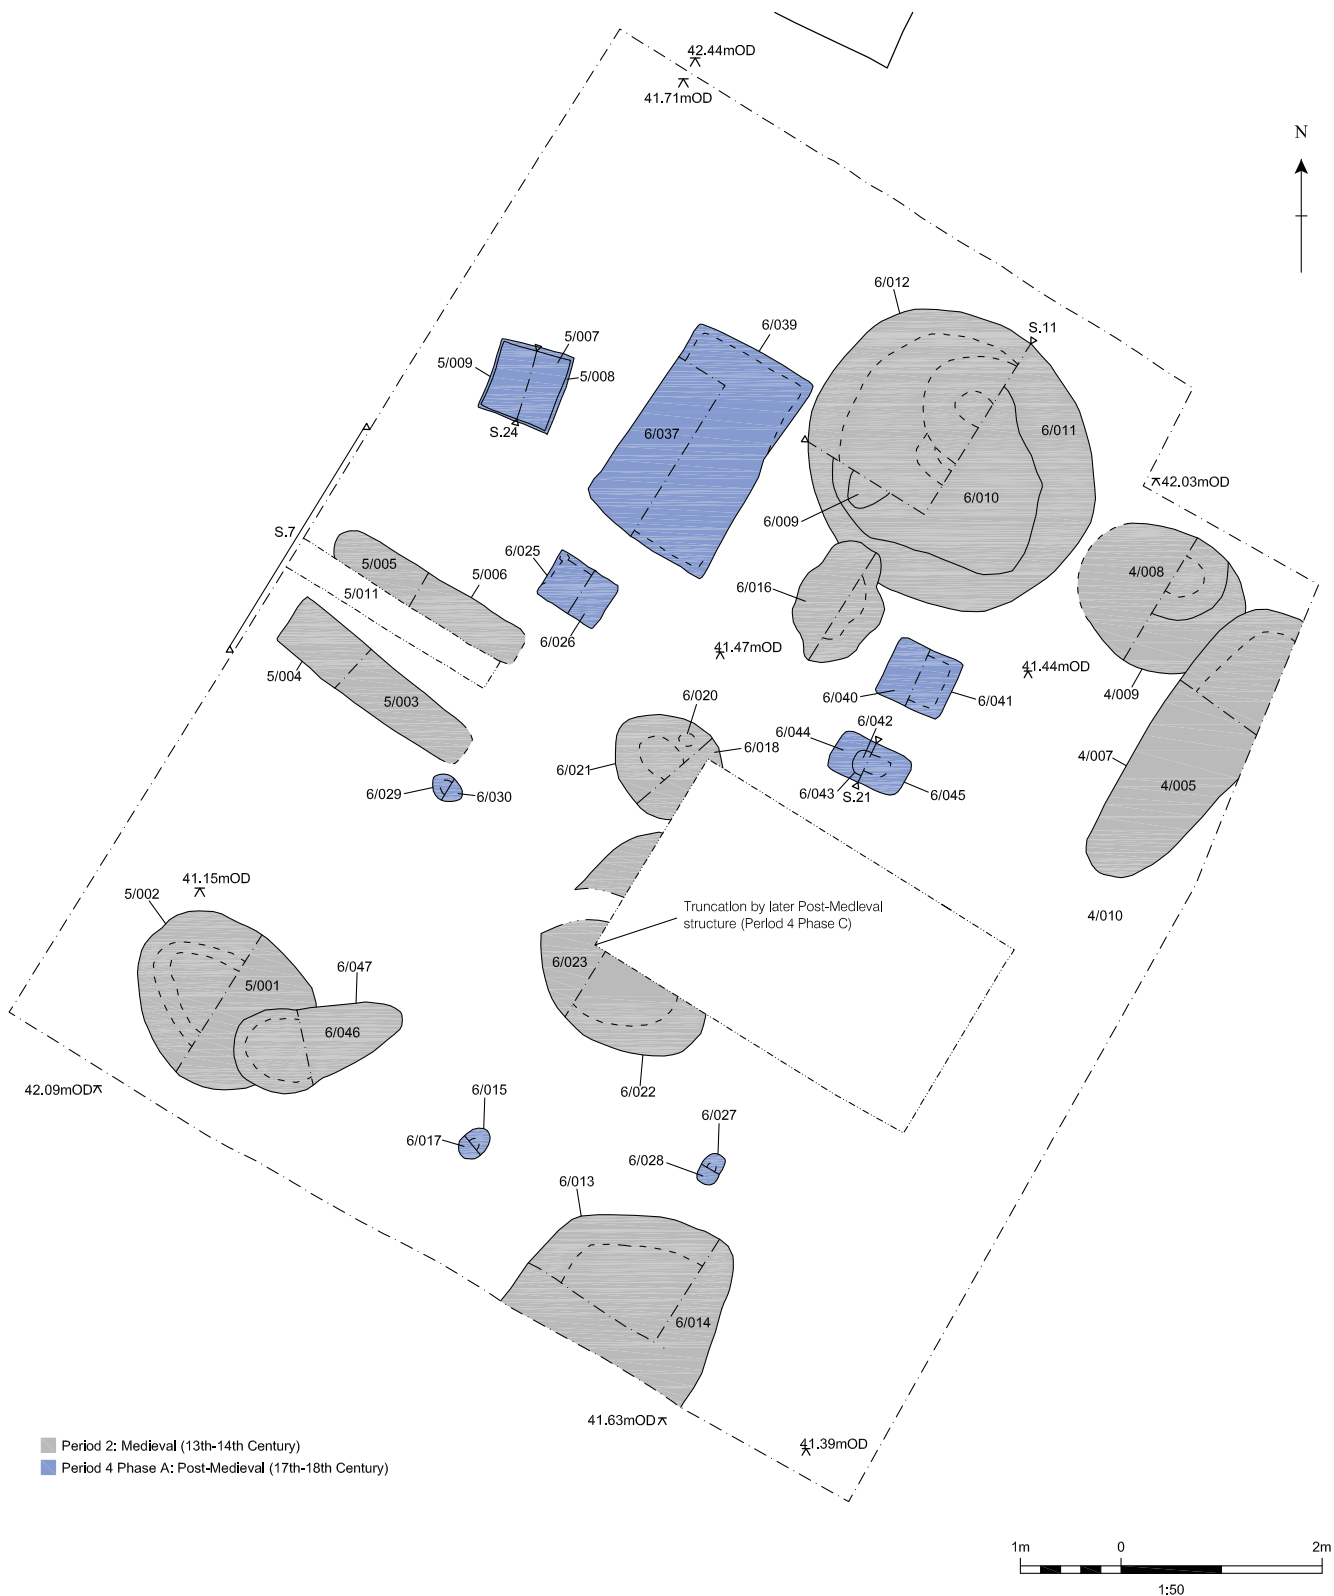 42.44mOD
41.71mOD
N
6/012
S.11
6/039
5/007
5/009
5/008
S.24
6/037
6/011
6/010
6/009
42.03mOD
S.7
5/005
5/006
5/011
6/025
6/026
6/016
4/008
5/004
5/003
41.47mOD
41.44mOD
4/009
6/040
6/041
6/020
6/018
6/021
6/042
6/044
6/043
S.21
6/045
4/007
4/005
6/029
6/030
41.15mOD
5/002
Truncation by later Post-Medieval
structure (Period 4 Phase C)
4/010
6/023
6/047
5/001
6/046
42.09mOD
6/022
6/015
6/017
6/027
6/028
6/013
6/014
41.63mOD
41.39mOD
Period 2: Medieval (13th-14th Century)
Period 4 Phase A: Post-Medieval (17th-18th Century)
1m 0 2m
1:50